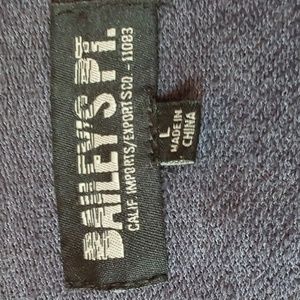 BAILEY'S PT.
CALIF IMPORTS/EXPORTS CO. -11083
L
MADE IN
CHINA